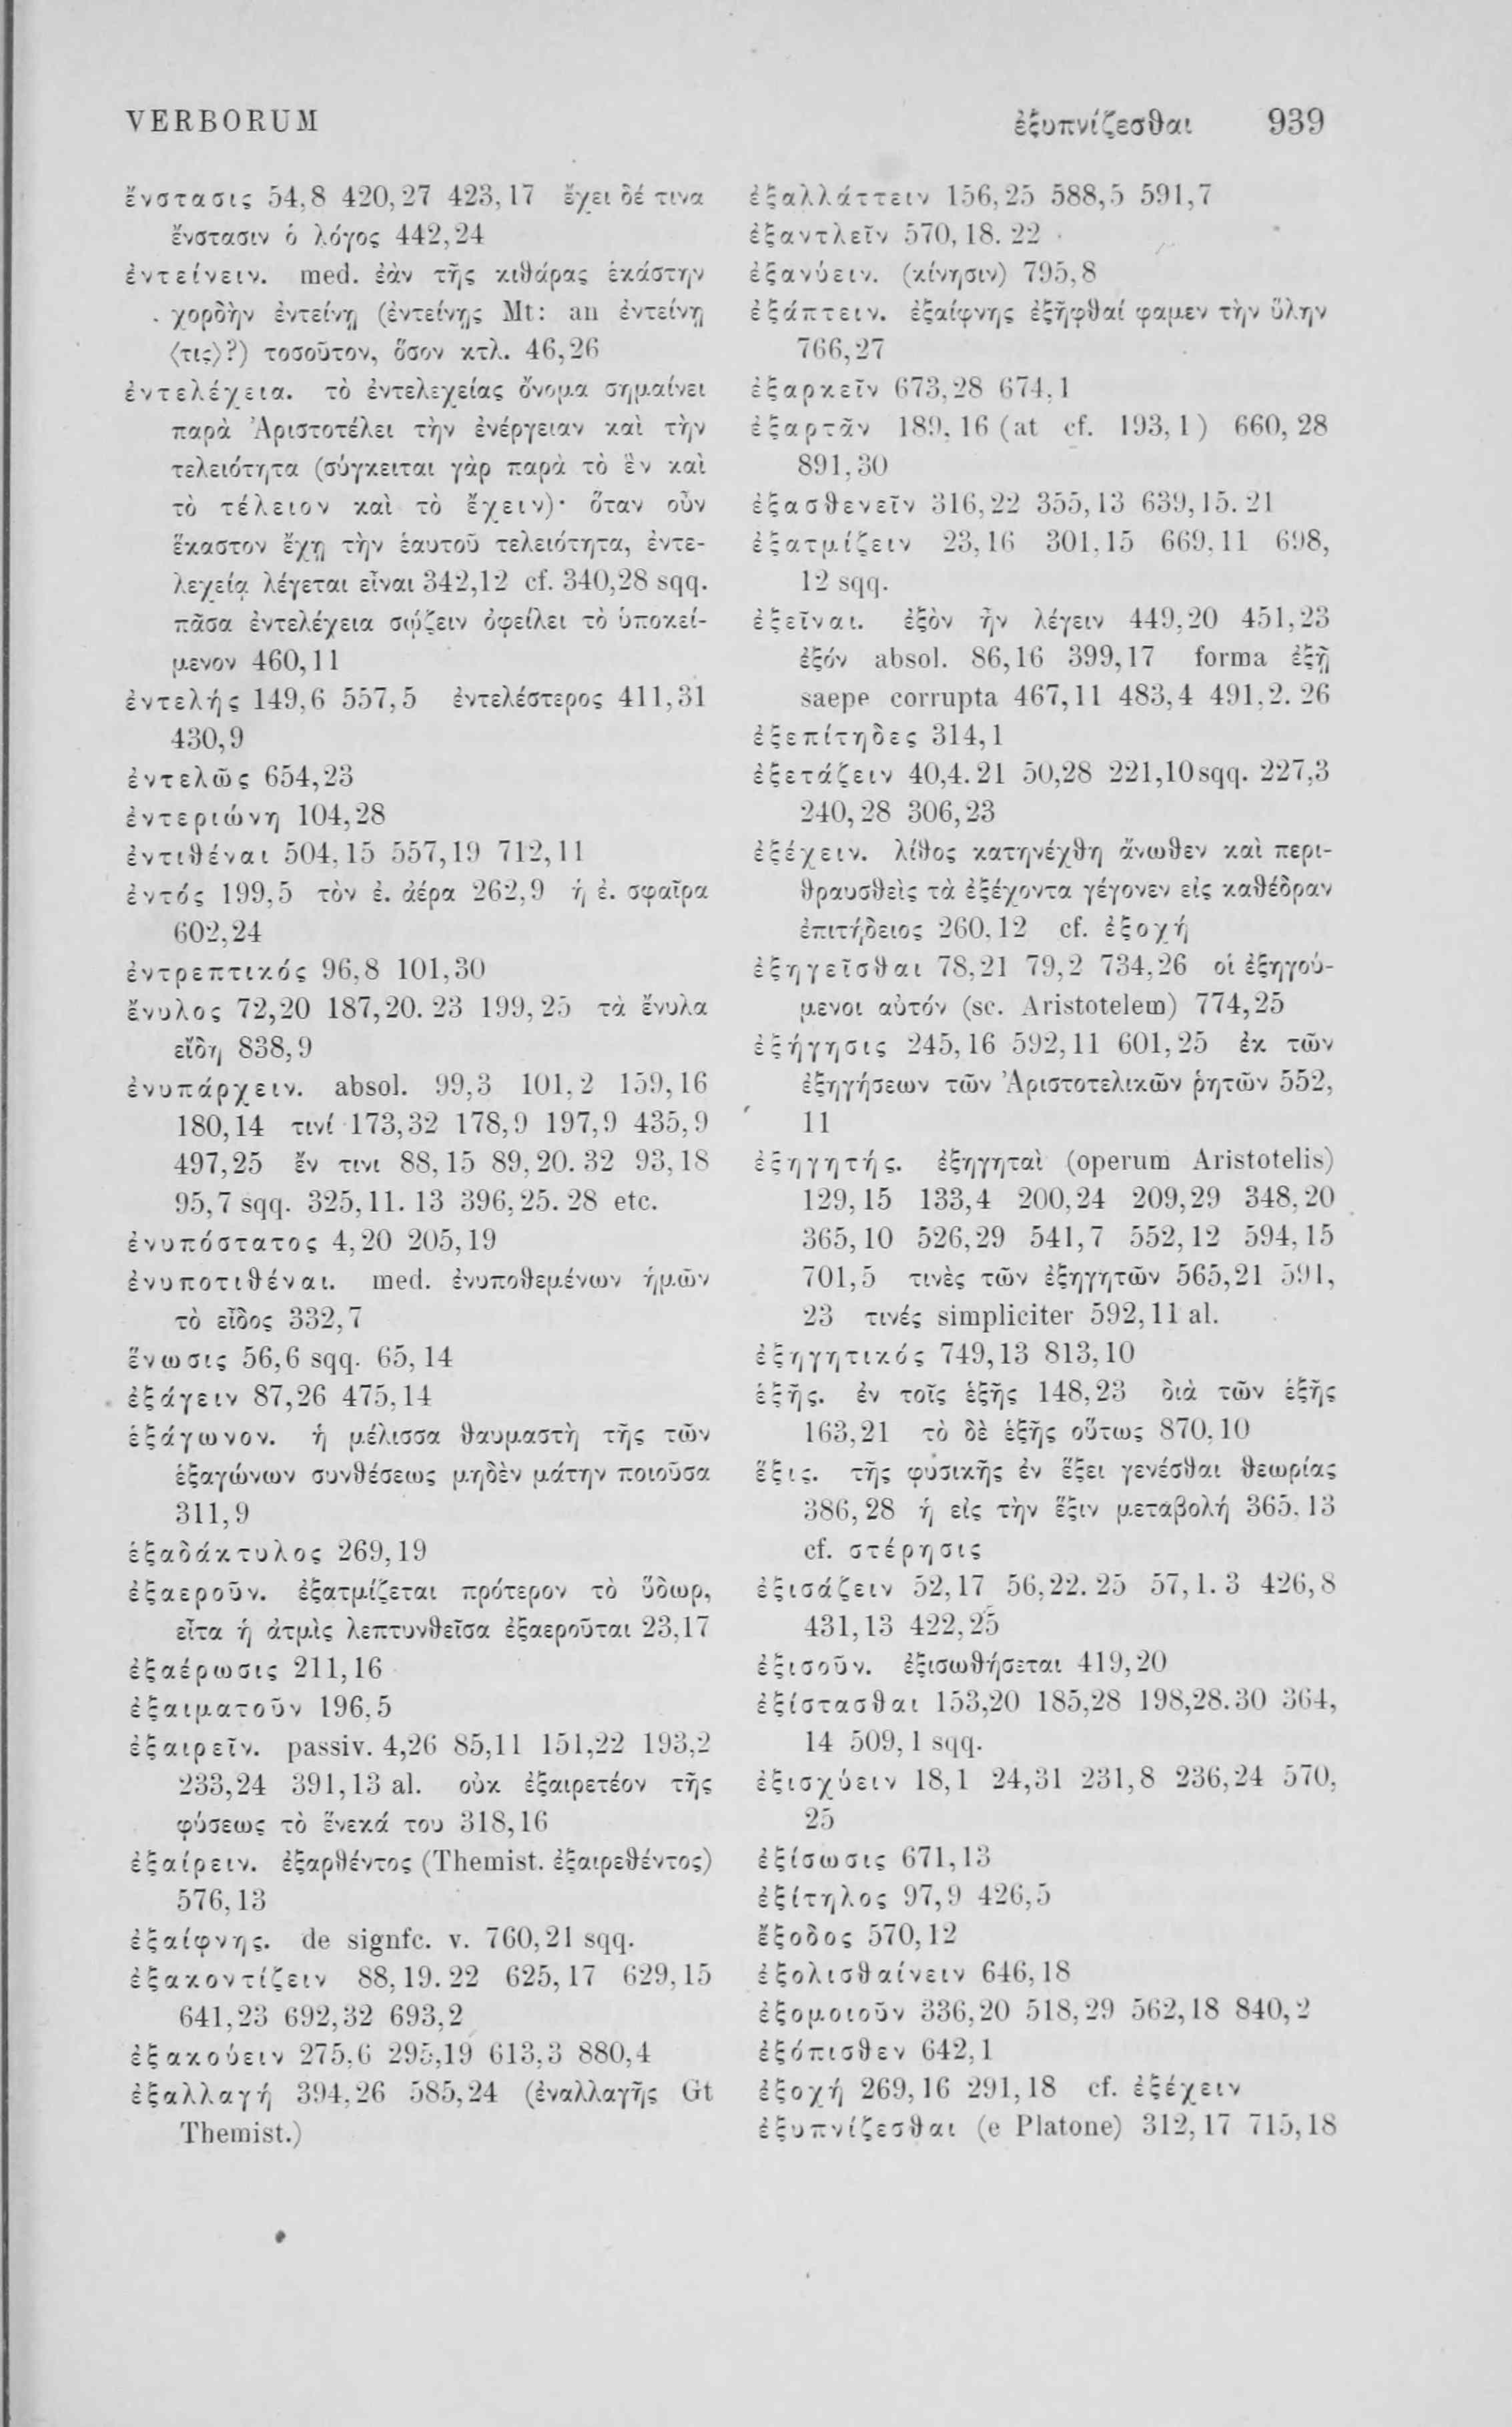 VERBORUM ἐξυπνίζεσθαι 939
ἔνστασις 54,8 420,27 423,17 ἔχει δέ τινα
ἔνστασιν ὁ λόγος 442,24
ἐντείνειν. med. ἐὰν τῆς κιθάρας ἑκάστην
χορδὴν ἐντείνῃ (ἐντείνῃς Mt: an ἐντείνῃ
⟨τις⟩?) τοσοῦτον, ὅσον κτλ. 46,26
ἐντελέχεια. τὸ ἐντελεχείας ὄνομα σημαίνει
παρὰ Ἀριστοτέλει τὴν ἐνέργειαν καὶ τὴν
τελειότητα (σύγκειται γὰρ παρὰ τὸ ἓν καὶ
τὸ τέλειον καὶ τὸ ἔχειν)· ὅταν οὖν
ἕκαστον ἔχῃ τὴν ἑαυτοῦ τελειότητα, ἐντε-
λεχείᾳ λέγεται εἶναι 342,12 cf. 340,28 sqq.
πᾶσα ἐντελέχεια σῴζειν ὀφείλει τὸ ὑποκεί-
μενον 460,11
ἐντελής 149,6 557,5 ἐντελέστερος 411,31
430,9
ἐντελῶς 654,23
ἐντεριώνη 104,28
ἐντιθέναι 504,15 557,19 712,11
ἐντός 199,5 τὸν ἐ. ἀέρα 262,9 ἡ ἐ. σφαῖρα
602,24
ἐντρεπτικός 96,8 101,30
ἔνυλος 72,20 187,20. 23 199,25 τὰ ἔνυλα
εἴδη 838,9
ἐνυπάρχειν. absol. 99,3 101,2 159,16
180,14 τινί 173,32 178,9 197,9 435,9
497,25 ἔν τινι 88,15 89,20. 32 93,18
95,7 sqq. 325,11. 13 396,25. 28 etc.
ἐνυπόστατος 4,20 205,19
ἐνυποτιθέναι. med. ἐνυποθεμένων ἡμῶν
τὸ εἶδος 332,7
ἕνωσις 56,6 sqq. 65,14
ἐξάγειν 87,26 475,14
ἑξάγωνον. ἡ μέλισσα θαυμαστὴ τῆς τῶν
ἑξαγώνων συνθέσεως μηδὲν μάτην ποιοῦσα
311,9
ἑξαδάκτυλος 269,19
ἐξαεροῦν. ἐξατμίζεται πρότερον τὸ ὕδωρ,
εἶτα ἡ ἀτμὶς λεπτυνθεῖσα ἐξαεροῦται 23,17
ἐξαέρωσις 211,16
ἐξαιματοῦν 196,5
ἐξαιρεῖν. passiv. 4,26 85,11 151,22 193,2
233,24 391,13 al. οὐκ ἐξαιρετέον τῆς
φύσεως τὸ ἕνεκά του 318,16
ἐξαίρειν. ἐξαρθέντος (Themist. ἐξαιρεθέντος)
576,13
ἐξαίφνης. de signfc. v. 760,21 sqq.
ἐξακοντίζειν 88,19. 22 625,17 629,15
641,23 692,32 693,2
ἐξακούειν 275,6 295,19 613,3 880,4
ἐξαλλαγή 394,26 585,24 (ἐναλλαγῆς Gt
Themist.)
ἐξαλλάττειν 156,25 588,5 591,7
ἐξαντλεῖν 570,18. 22
ἐξανύειν. (κίνησιν) 795,8
ἐξάπτειν. ἐξαίφνης ἐξῆφθαί φαμεν τὴν ὕλην
766,27
ἐξαρκεῖν 673,28 674,1
ἐξαρτᾶν 189,16 (at cf. 193,1) 660,28
891,30
ἐξασθενεῖν 316,22 355,13 639,15. 21
ἐξατμίζειν 23,16 301,15 669,11 698,
12 sqq.
ἐξεῖναι. ἐξὸν ἦν λέγειν 449,20 451,23
ἐξόν absol. 86,16 399,17 forma ἐξῇ
saepe corrupta 467,11 483,4 491,2. 26
ἐξεπίτηδες 314,1
ἐξετάζειν 40,4. 21 50,28 221,10 sqq. 227,3
240,28 306,23
ἐξέχειν. λίθος κατηνέχθη ἄνωθεν καὶ περι-
θραυσθεὶς τὰ ἐξέχοντα γέγονεν εἰς καθέδραν
ἐπιτήδειος 260,12 cf. ἐξοχή
ἐξηγεῖσθαι 78,21 79,2 734,26 οἱ ἐξηγού-
μενοι αὐτόν (sc. Aristotelem) 774,25
ἐξήγησις 245,16 592,11 601,25 ἐκ τῶν
ἐξηγήσεων τῶν Ἀριστοτελικῶν ῥητῶν 552,
11
ἐξηγητής. ἐξηγηταὶ (operum Aristotelis)
129,15 133,4 200,24 209,29 348,20
365,10 526,29 541,7 552,12 594,15
701,5 τινὲς τῶν ἐξηγητῶν 565,21 591,
23 τινές simpliciter 592,11 al.
ἐξηγητικός 749,13 813,10
ἑξῆς. ἐν τοῖς ἑξῆς 148,23 διὰ τῶν ἑξῆς
163,21 τὸ δὲ ἑξῆς οὕτως 870,10
ἕξις. τῆς φυσικῆς ἐν ἕξει γενέσθαι θεωρίας
386,28 ἡ εἰς τὴν ἕξιν μεταβολή 365,13
cf. στέρησις
ἐξισάζειν 52,17 56,22. 25 57,1. 3 426,8
431,13 422,25
ἐξισοῦν. ἐξισωθήσεται 419,20
ἐξίστασθαι 153,20 185,28 198,28. 30 364,
14 509,1 sqq.
ἐξισχύειν 18,1 24,31 231,8 236,24 570,
25
ἐξίσωσις 671,13
ἐξίτηλος 97,9 426,5
ἔξοδος 570,12
ἐξολισθαίνειν 646,18
ἐξομοιοῦν 336,20 518,29 562,18 840,2
ἐξόπισθεν 642,1
ἐξοχή 269,16 291,18 cf. ἐξέχειν
ἐξυπνίζεσθαι (e Platone) 312,17 715,18